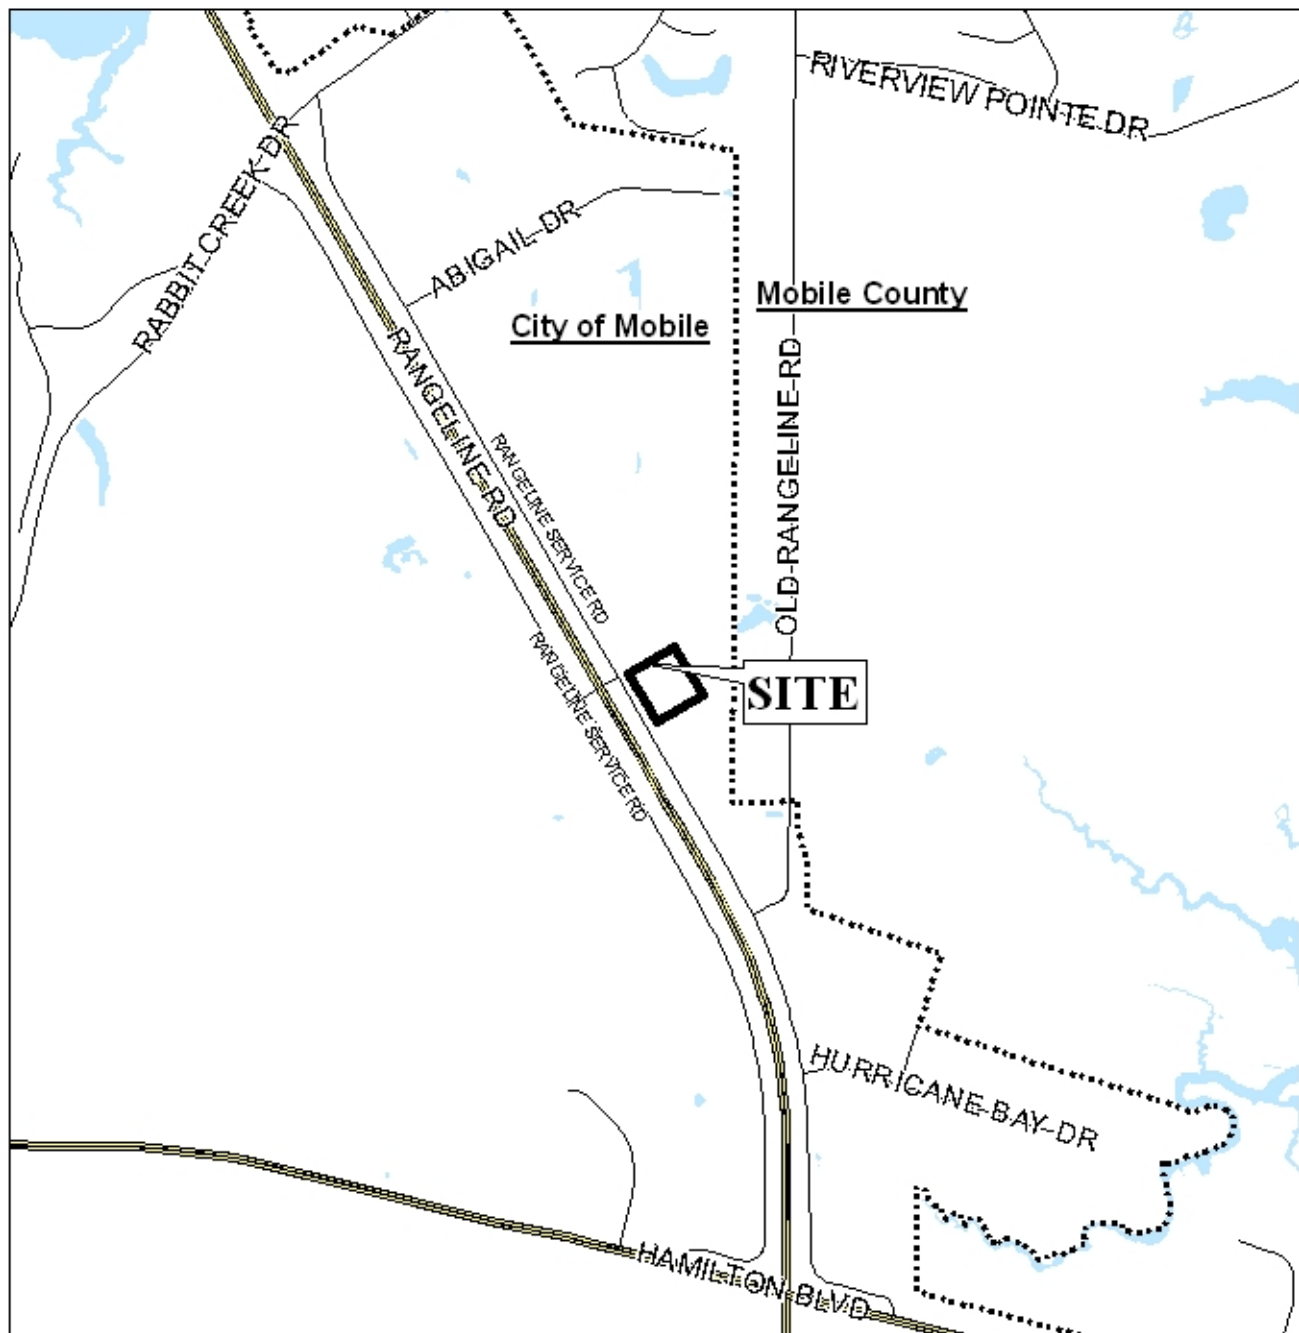 RIVERVIEW POINTE DR
RABBIT CREEK DR
ABIGAIL DR
Mobile County
City of Mobile
RANGELINE RD
OLD RANGELINE RD
RANGELINE SERVICE RD
RANGELINE SERVICE RD
SITE
HURRICANE BAY DR
HAMILTON BLVD